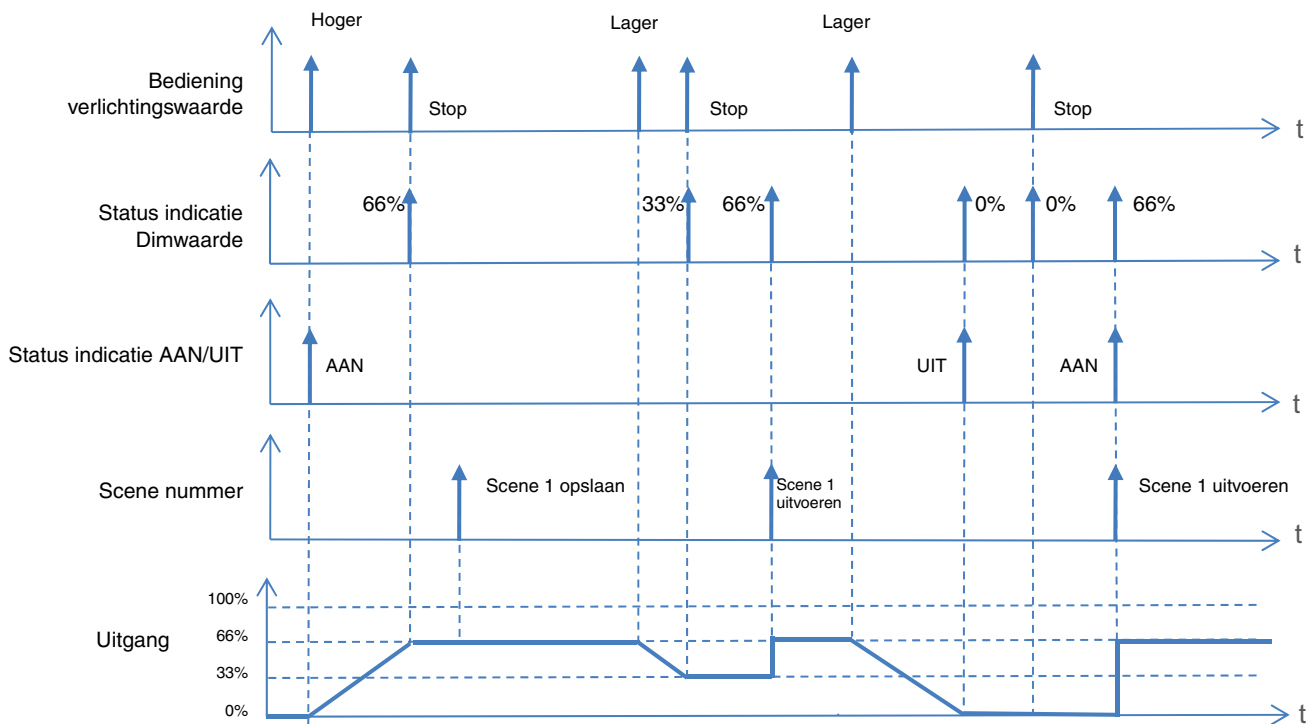 Hoger
Lager
Lager
Bediening
verlichtingswaarde
Stop
Stop
Stop
t
Status indicatie
Dimwaarde
66%
33%
66%
0%
0%
66%
t
Status indicatie AAN/UIT
AAN
UIT
AAN
t
Scene nummer
Scene 1 opslaan
Scene 1
uitvoeren
Scene 1 uitvoeren
t
Uitgang
100%
66%
33%
0%
t